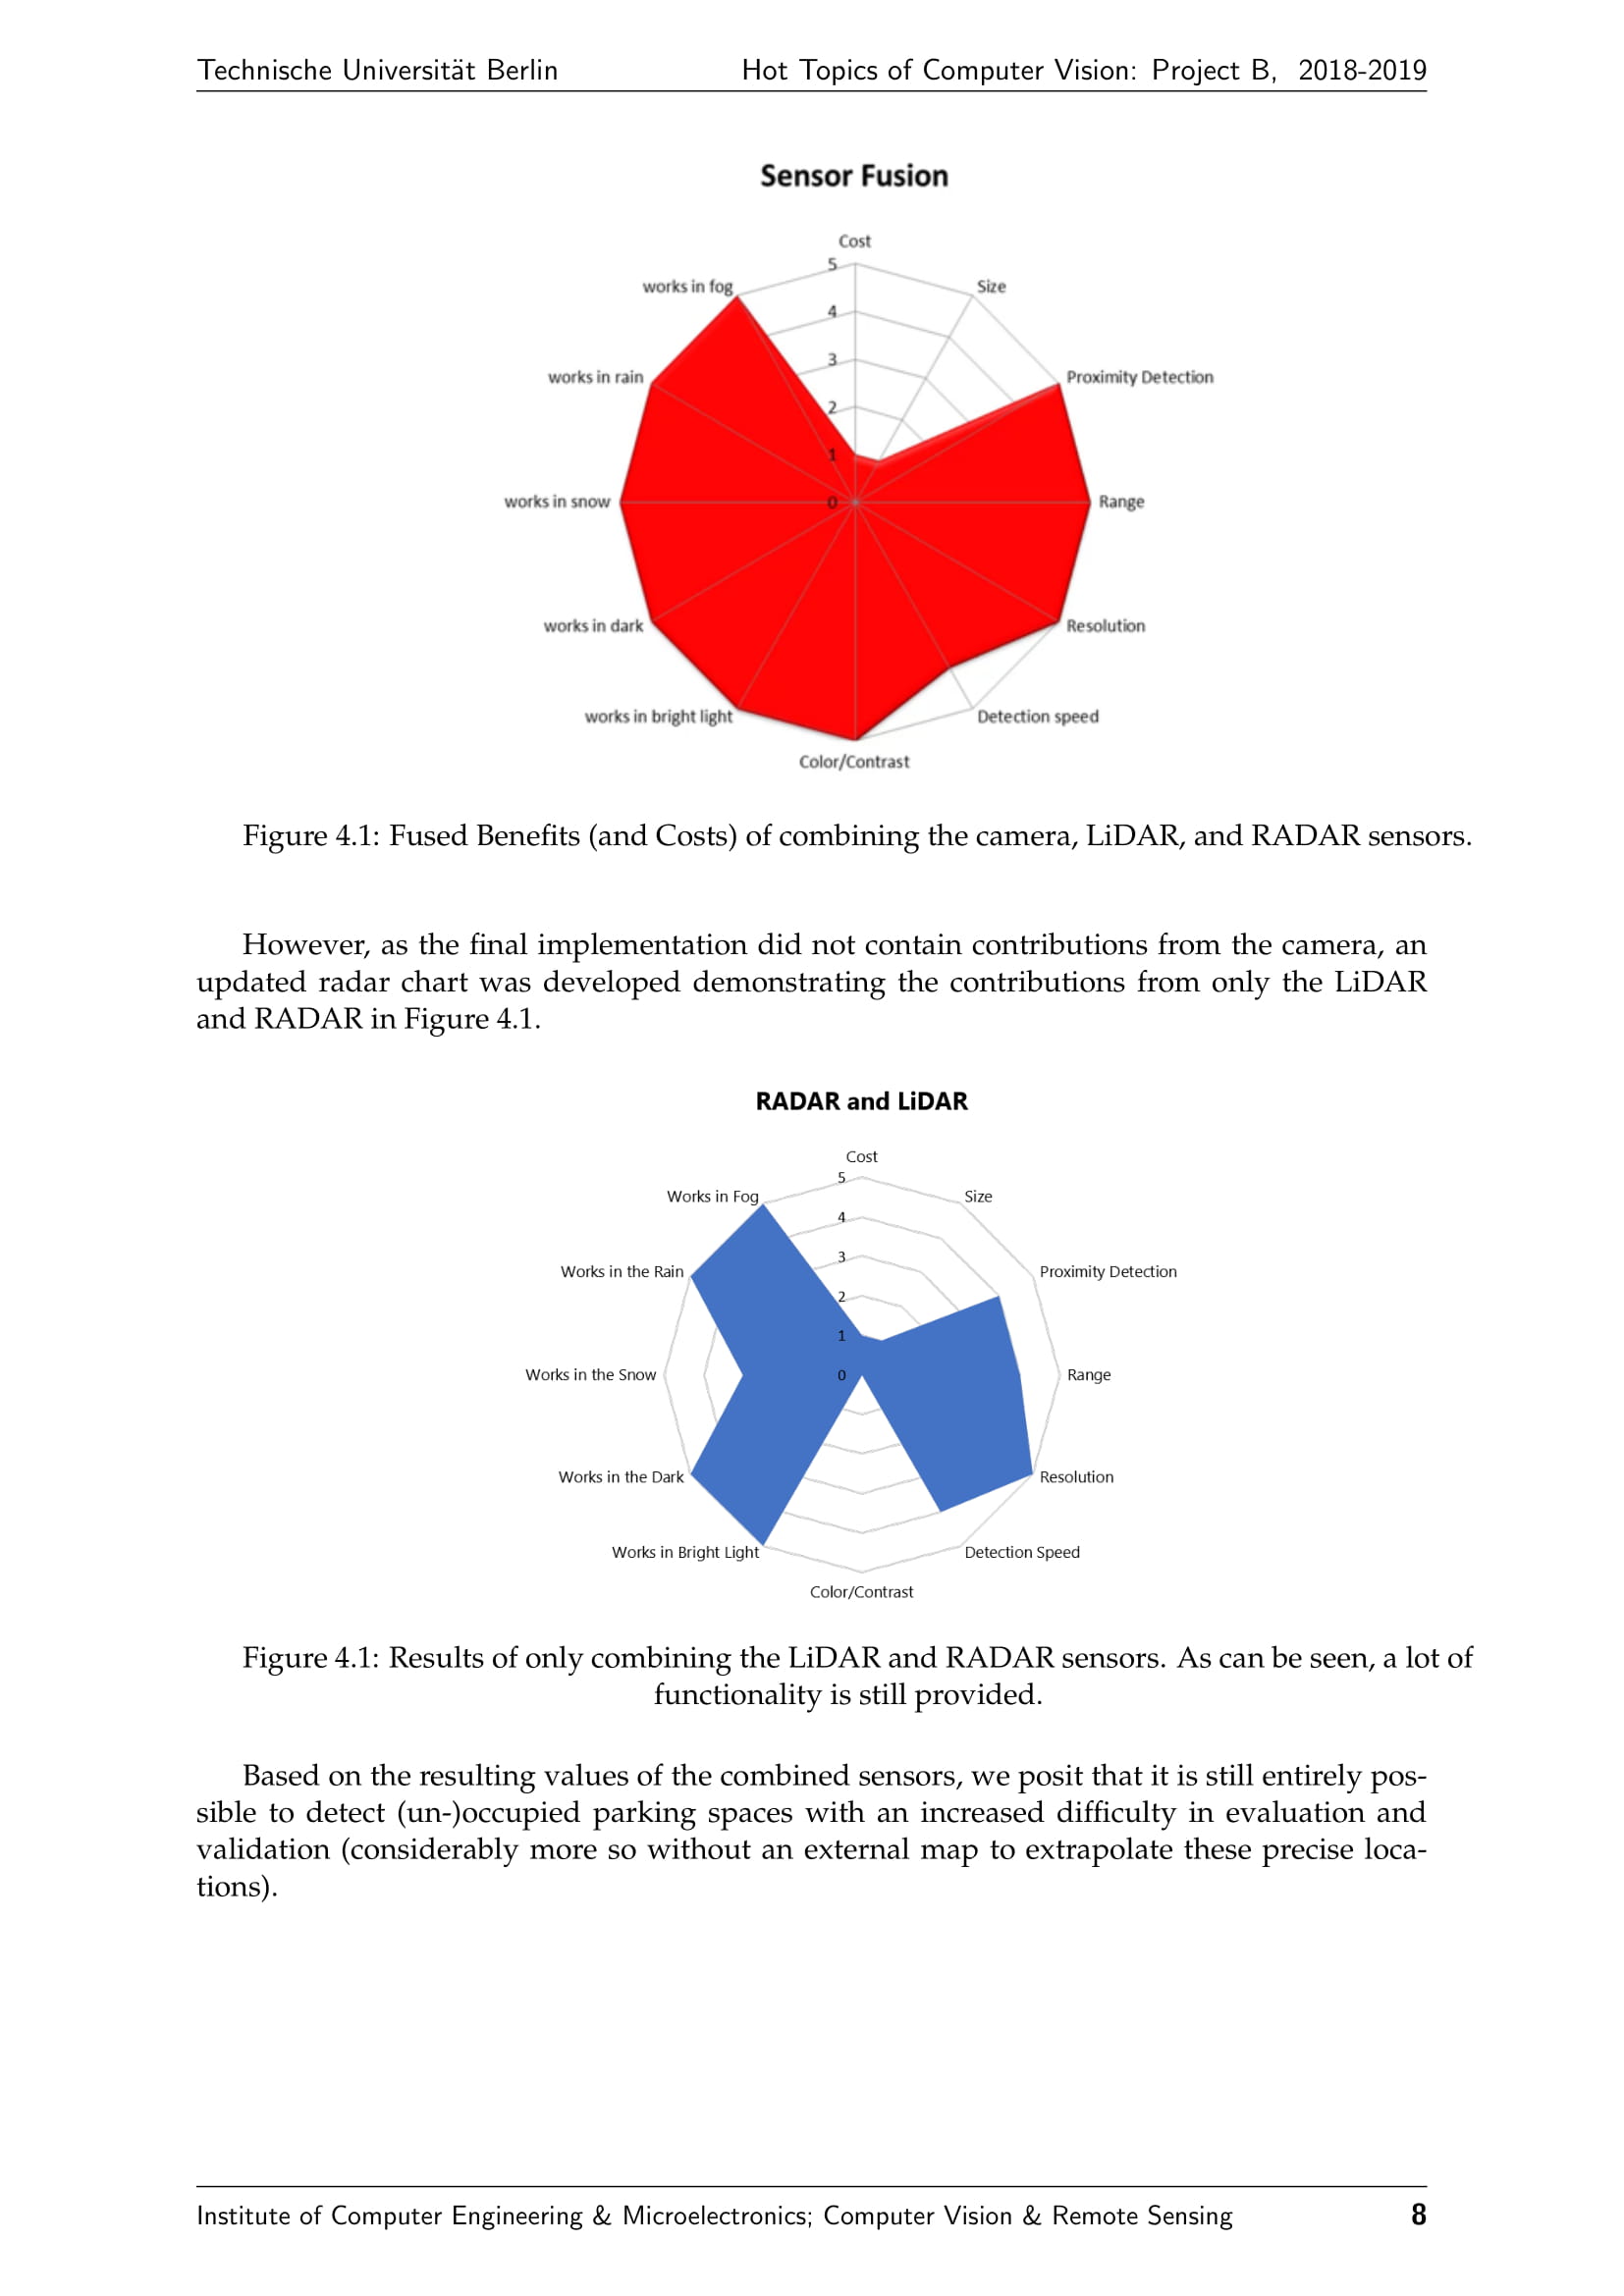 Technische Universität Berlin Hot Topics of Computer Vision: Project B, 2018-2019
Sensor Fusion
Cost
5
works in fog
Size
4
3
works in rain
Proximity Detection
2
1
works in snow
0
Range
works in dark
Resolution
works in bright light
Detection speed
Color/Contrast
Figure 4.1: Fused Benefits (and Costs) of combining the camera, LiDAR, and RADAR sensors.
However, as the final implementation did not contain contributions from the camera, an
updated radar chart was developed demonstrating the contributions from only the LiDAR
and RADAR in Figure 4.1.
RADAR and LiDAR
Cost
5
Works in Fog
Size
4
3
Works in the Rain
Proximity Detection
2
1
Works in the Snow
0
Range
Works in the Dark
Resolution
Works in Bright Light
Detection Speed
Color/Contrast
Figure 4.1: Results of only combining the LiDAR and RADAR sensors. As can be seen, a lot of
functionality is still provided.
Based on the resulting values of the combined sensors, we posit that it is still entirely pos-
sible to detect (un-)occupied parking spaces with an increased difficulty in evaluation and
validation (considerably more so without an external map to extrapolate these precise loca-
tions).
Institute of Computer Engineering & Microelectronics; Computer Vision & Remote Sensing 8